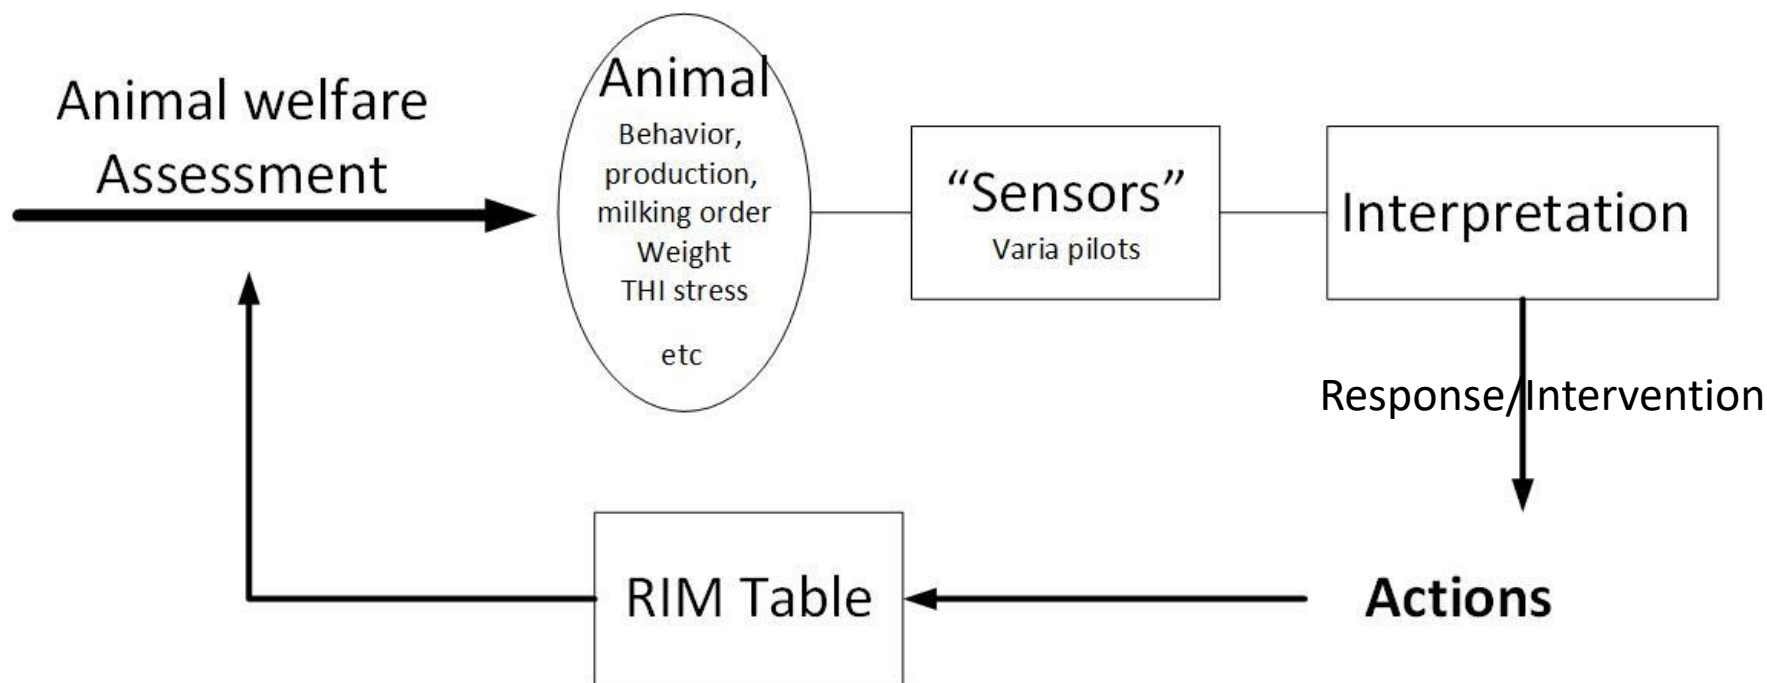 Animal welfare
Assessment
Animal
Behavior,
production,
milking order
Weight
THI stress
etc
“Sensors”
Varia pilots
Interpretation
Response/Intervention
RIM Table
Actions